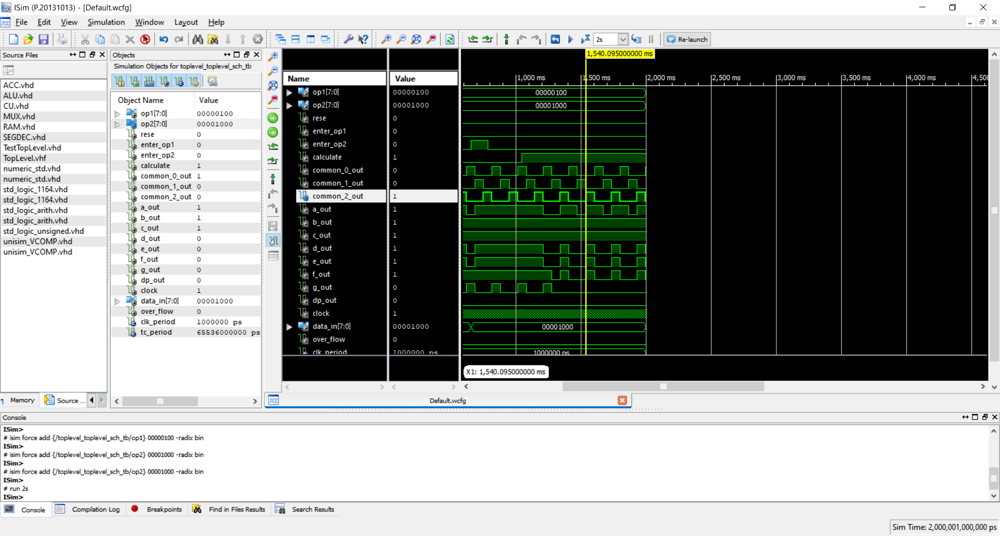 ISim (P.20131013) - [Default.wcfg]
File Edit View Simulation Window Layout Help
2s Re-launch
Source Files
ACC.vhd
ALU.vhd
CU.vhd
MUX.vhd
RAM.vhd
SEGDEC.vhd
TestTopLevel.vhd
TopLevel.vhf
numeric_std.vhd
numeric_std.vhd
std_logic_1164.vhd
std_logic_1164.vhd
std_logic_arith.vhd
std_logic_arith.vhd
std_logic_unsigned.vhd
unisim_VCOMP.vhd
unisim_VCOMP.vhd
Memory Source ...
Objects
Simulation Objects for toplevel_toplevel_sch_tb
Object Name Value
op1[7:0] 00000100
op2[7:0] 00001000
rese 0
enter_op1 0
enter_op2 0
calculate 1
common_0_out 1
common_1_out 0
common_2_out 0
a_out 1
b_out 1
c_out 1
d_out 0
e_out 0
f_out 0
g_out 0
dp_out 0
clock 1
data_in[7:0] 00001000
over_flow 0
clk_period 1000000 ps
tc_period 65536000000 ps
1,540.095000000 ms
Name Value
1,000 ms 1,500 ms 2,000 ms 2,500 ms 3,000 ms 3,500 ms 4,000 ms 4,500
op1[7:0] 00000100 00000100
op2[7:0] 00001000 00001000
rese 0
enter_op1 0
enter_op2 0
calculate 1
common_0_out 0
common_1_out 0
common_2_out 1
a_out 1
b_out 1
c_out 1
d_out 1
e_out 1
f_out 1
g_out 0
dp_out 0
clock 1
data_in[7:0] 00001000 00001000
over_flow 0
clk_period 1000000 ps 1000000 ps
X1: 1,540.095000000 ms
Default.wcfg
Console
ISim>
# isim force add {/toplevel_toplevel_sch_tb/op1} 00000100 -radix bin
ISim>
# isim force add {/toplevel_toplevel_sch_tb/op2} 00001000 -radix bin
ISim>
# isim force add {/toplevel_toplevel_sch_tb/op2} 00001000 -radix bin
ISim>
# run 2s
ISim>
Console Compilation Log Breakpoints Find in Files Results Search Results
Sim Time: 2,000,001,000,000 ps